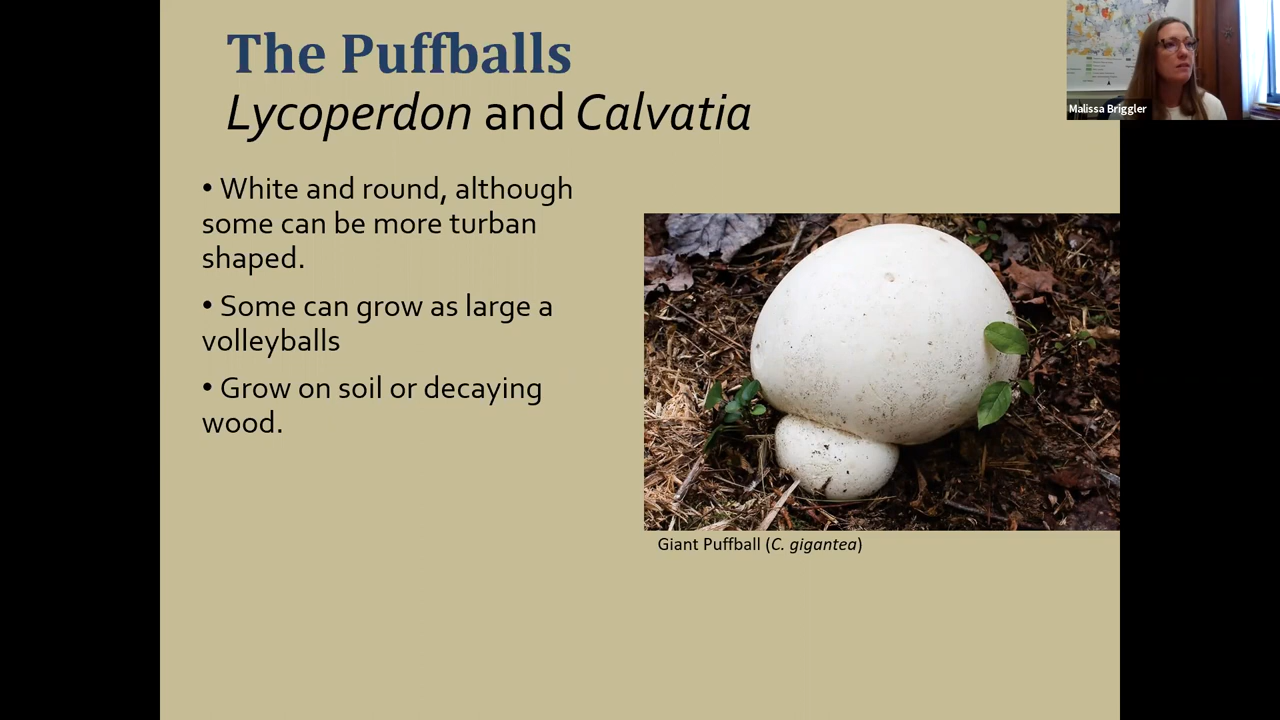 The Puffballs
Lycoperdon and Calvatia
Malissa Briggler
• White and round, although
some can be more turban
shaped.
• Some can grow as large a
volleyballs
• Grow on soil or decaying
wood.
Giant Puffball (C. gigantea)